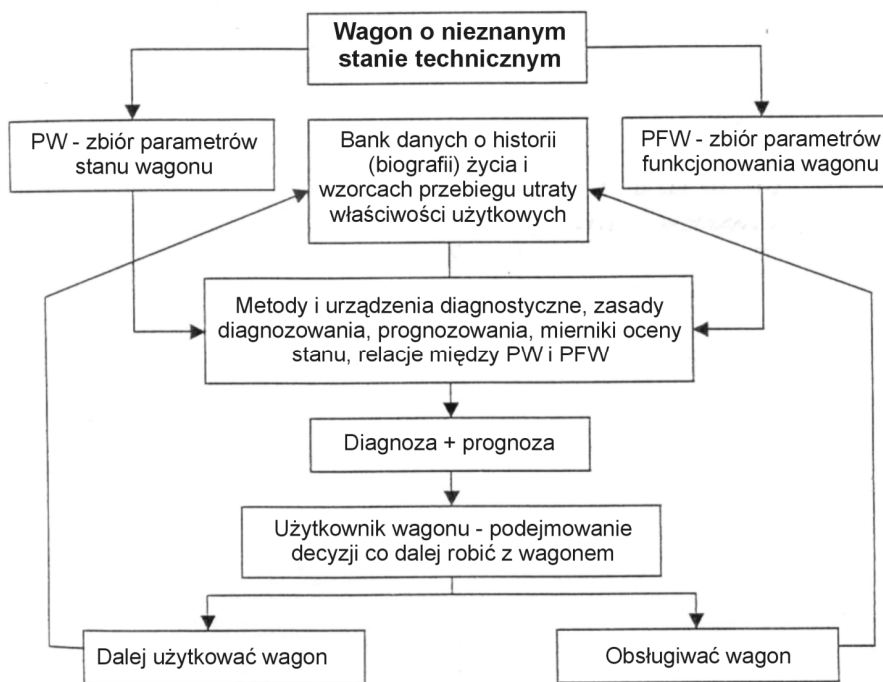 Wagon o nieznanym
stanie technicznym
PW - zbiór parametrów
stanu wagonu
Bank danych o historii
(biografii) życia i
wzorcach przebiegu utraty
właściwości użytkowych
PFW - zbiór parametrów
funkcjonowania wagonu
Metody i urządzenia diagnostyczne, zasady
diagnozowania, prognozowania, mierniki oceny
stanu, relacje między PW i PFW
Diagnoza + prognoza
Użytkownik wagonu - podejmowanie
decyzji co dalej robić z wagonem
Dalej użytkować wagon
Obsługiwać wagon